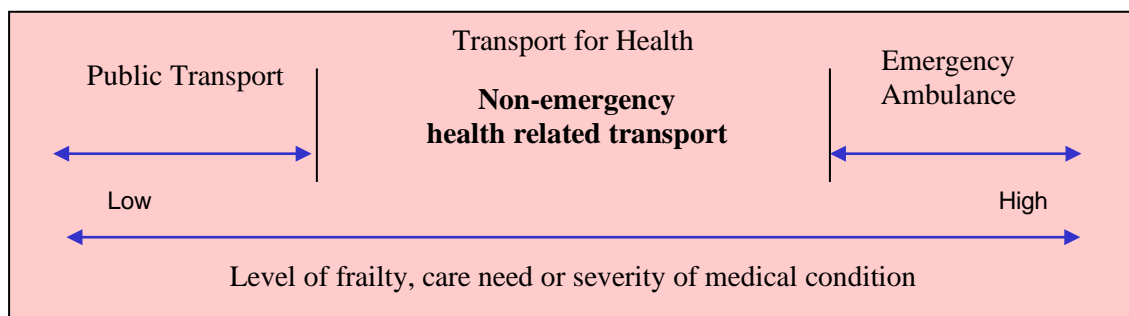 Transport for Health
Public Transport
Non-emergency
health related transport
Emergency
Ambulance
Low
High
Level of frailty, care need or severity of medical condition